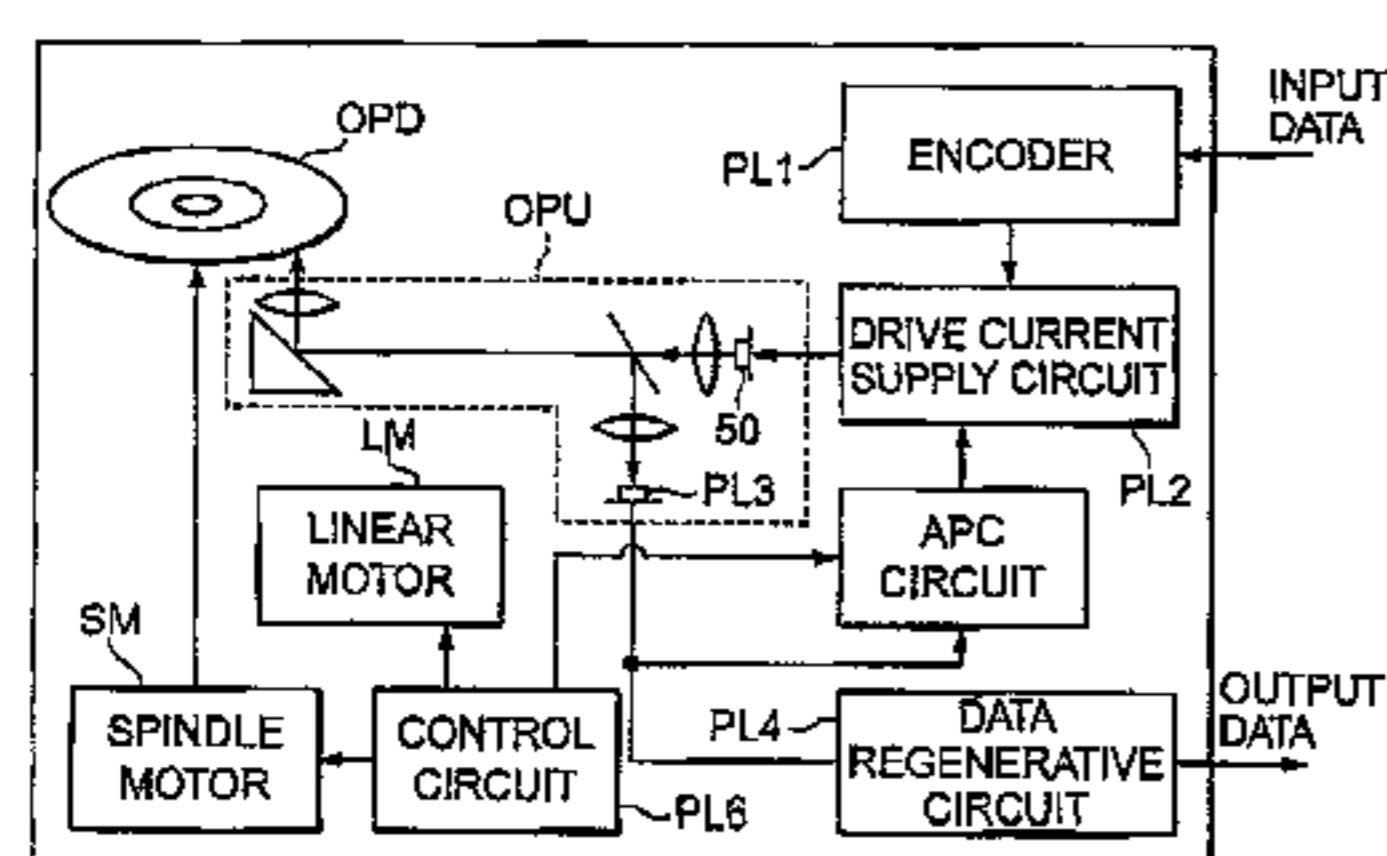 OPD
OPU
PL1
ENCODER
INPUT
DATA
DRIVE CURRENT
SUPPLY CIRCUIT
50
PL2
LM
PL3
LINEAR
MOTOR
APC
CIRCUIT
SM
SPINDLE
MOTOR
CONTROL
CIRCUIT
PL6
PL4
DATA
REGENERATIVE
CIRCUIT
OUTPUT
DATA